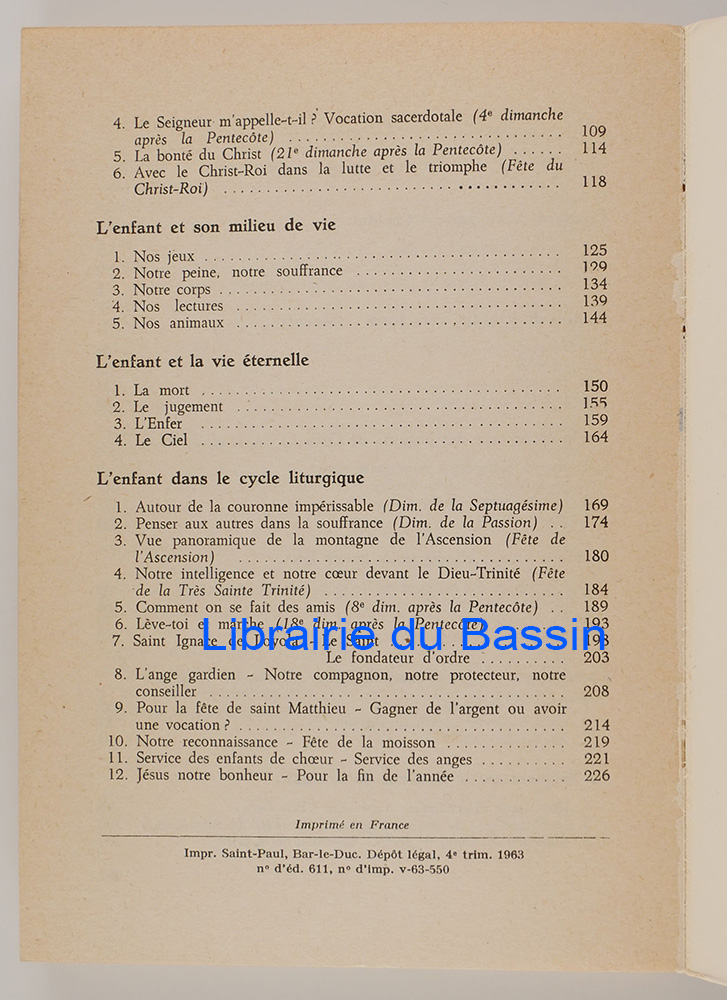 4. Le Seigneur m'appelle-t-il ? Vocation sacerdotale (4e dimanche
après la Pentecôte) .......... 109
5. La bonté du Christ (21e dimanche après la Pentecôte) ...... 114
6. Avec le Christ-Roi dans la lutte et le triomphe (Fête du
Christ-Roi) .......... 118
L'enfant et son milieu de vie
1. Nos jeux .......... 125
2. Notre peine, notre souffrance .......... 129
3. Notre corps .......... 134
4. Nos lectures .......... 139
5. Nos animaux .......... 144
L'enfant et la vie éternelle
1. La mort .......... 150
2. Le jugement .......... 155
3. L'Enfer .......... 159
4. Le Ciel .......... 164
L'enfant dans le cycle liturgique
1. Autour de la couronne impérissable (Dim. de la Septuagésime) 169
2. Penser aux autres dans la souffrance (Dim. de la Passion) .. 174
3. Vue panoramique de la montagne de l'Ascension (Fête de
l'Ascension) .......... 180
4. Notre intelligence et notre cœur devant le Dieu-Trinité (Fête
de la Très Sainte Trinité) .......... 184
5. Comment on se fait des amis (8e dim. après la Pentecôte) .. 189
6. Lève-toi et marche (18e dim. après la Pentecôte) .. 193
Librairie du Bassin
7. Saint Ignace de Loyola - Le Saint .......... 198
Le fondateur d'ordre .......... 203
8. L'ange gardien - Notre compagnon, notre protecteur, notre
conseiller .......... 208
9. Pour la fête de saint Matthieu - Gagner de l'argent ou avoir
une vocation ? .......... 214
10. Notre reconnaissance - Fête de la moisson .......... 219
11. Service des enfants de chœur - Service des anges .......... 221
12. Jésus notre bonheur - Pour la fin de l'année .......... 226
Imprimé en France
Impr. Saint-Paul, Bar-le-Duc. Dépôt légal, 4e trim. 1963
n° d'éd. 611, n° d'imp. v-63-550